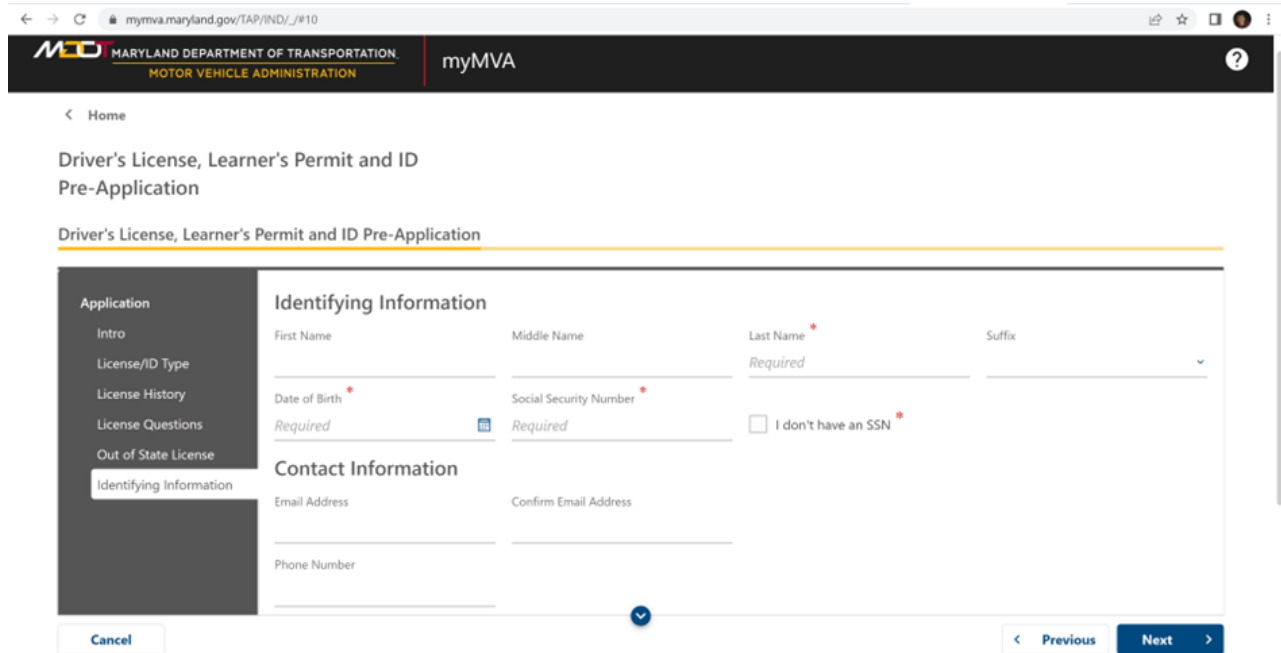 mymva.maryland.gov/TAP/IND/_/#10
MDOT MARYLAND DEPARTMENT OF TRANSPORTATION.
MOTOR VEHICLE ADMINISTRATION
myMVA
?
Home
Driver's License, Learner's Permit and ID
Pre-Application
Driver's License, Learner's Permit and ID Pre-Application
Application
Intro
License/ID Type
License History
License Questions
Out of State License
Identifying Information
Identifying Information
First Name Middle Name Last Name * Suffix
Required
Date of Birth * Social Security Number *
Required Required I don't have an SSN *
Contact Information
Email Address Confirm Email Address
Phone Number
Cancel < Previous Next >